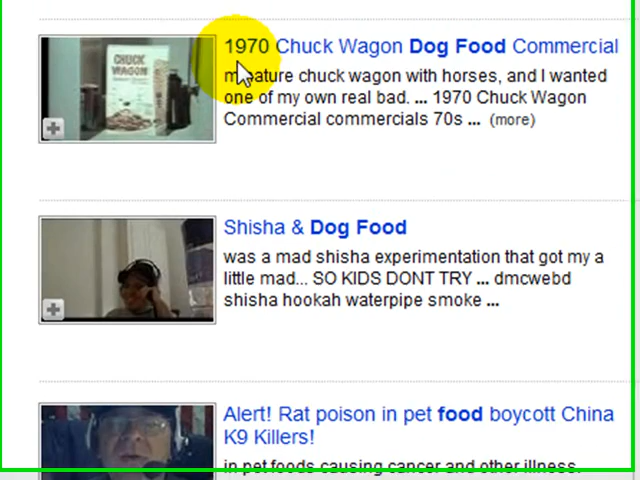 CHUCK
WAGON
1970 Chuck Wagon Dog Food Commercial
ature chuck wagon with horses, and I wanted
one of my own real bad. ... 1970 Chuck Wagon
Commercial commercials 70s ... (more)
Shisha & Dog Food
was a mad shisha experimentation that got my a
little mad... SO KIDS DONT TRY ... dmcwebd
shisha hookah waterpipe smoke ...
Alert! Rat poison in pet food boycott China
K9 Killers!
in pet foods causing cancer and other illness.